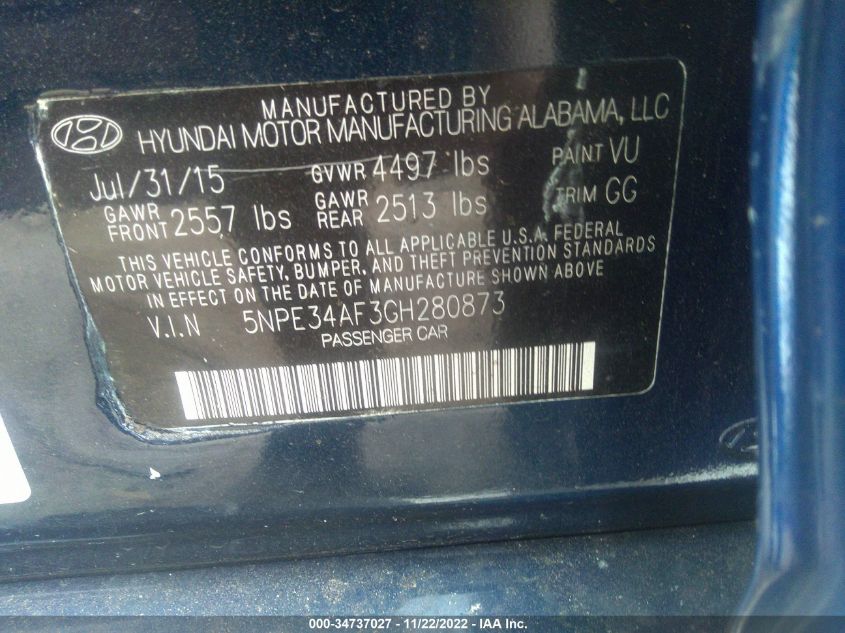 MANUFACTURED BY
HYUNDAI MOTOR MANUFACTURING ALABAMA, LLC
Jul/31/15 GVWR 4497 lbs PAINT VU
GAWR FRONT 2557 lbs GAWR REAR 2513 lbs TRIM GG
THIS VEHICLE CONFORMS TO ALL APPLICABLE U.S.A. FEDERAL
MOTOR VEHICLE SAFETY, BUMPER, AND THEFT PREVENTION STANDARDS
IN EFFECT ON THE DATE OF MANUFACTURE SHOWN ABOVE
V.I.N 5NPE34AF3GH280873
PASSENGER CAR
000-34737027 - 11/22/2022 - IAA Inc.